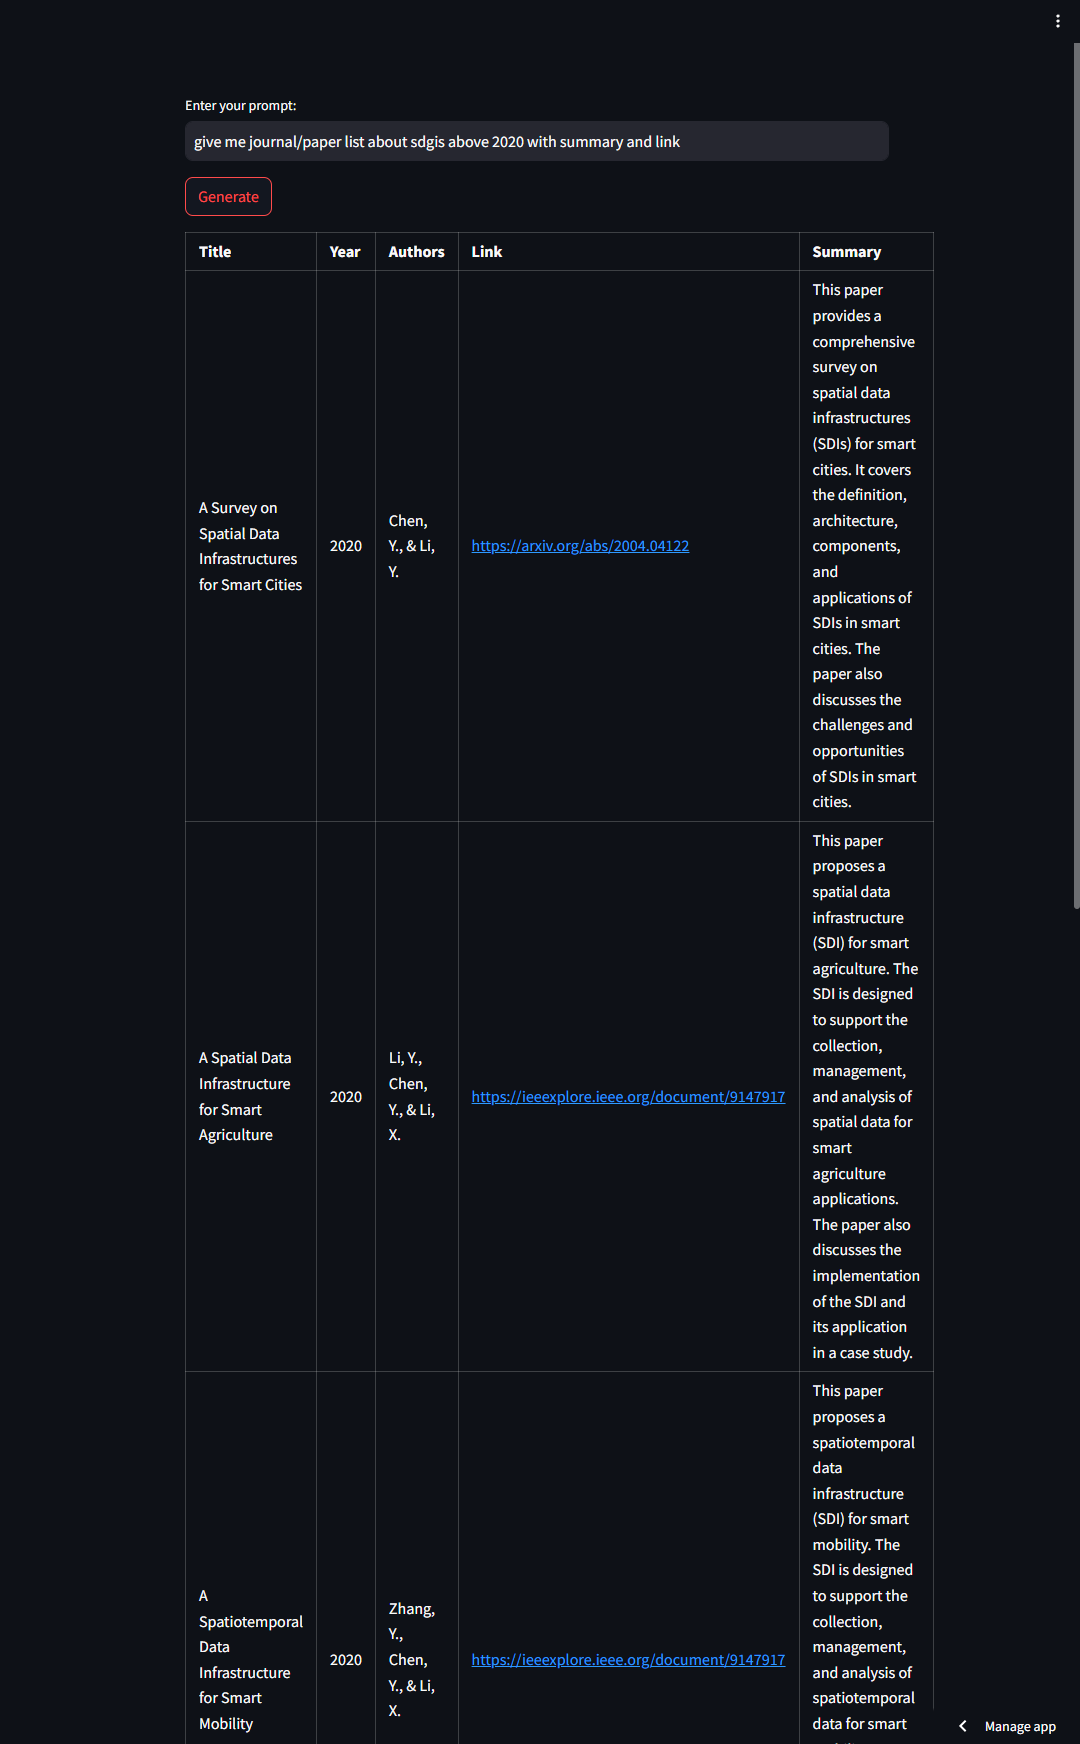 Enter your prompt:
give me journal/paper list about sdgis above 2020 with summary and link
Generate
Title Year Authors Link Summary
A Survey on
Spatial Data
Infrastructures
for Smart Cities
2020
Chen,
Y., & Li,
Y.
https://arxiv.org/abs/2004.04122
This paper
provides a
comprehensive
survey on
spatial data
infrastructures
(SDIs) for smart
cities. It covers
the definition,
architecture,
components,
and
applications of
SDIs in smart
cities. The
paper also
discusses the
challenges and
opportunities
of SDIs in smart
cities.
A Spatial Data
Infrastructure
for Smart
Agriculture
2020
Li, Y.,
Chen,
Y., & Li,
X.
https://ieeexplore.ieee.org/document/9147917
This paper
proposes a
spatial data
infrastructure
(SDI) for smart
agriculture. The
SDI is designed
to support the
collection,
management,
and analysis of
spatial data for
smart
agriculture
applications.
The paper also
discusses the
implementation
of the SDI and
its application
in a case study.
A
Spatiotemporal
Data
Infrastructure
for Smart
Mobility
2020
Zhang,
Y.,
Chen,
Y., & Li,
X.
https://ieeexplore.ieee.org/document/9147917
This paper
proposes a
spatiotemporal
data
infrastructure
(SDI) for smart
mobility. The
SDI is designed
to support the
collection,
management,
and analysis of
spatiotemporal
data for smart
Manage app